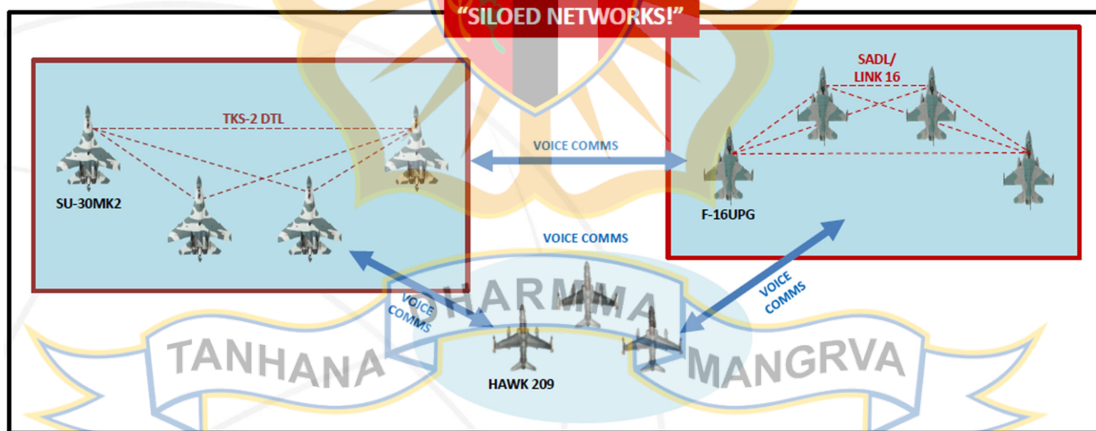 “SILOED NETWORKS!”
TKS-2 DTL
SU-30MK2
VOICE COMMS
SADL/
LINK 16
F-16UPG
VOICE COMMS
VOICE
COMMS
VOICE
COMMS
HAWK 209
TANHANA
DHARMMA
MANGRVA